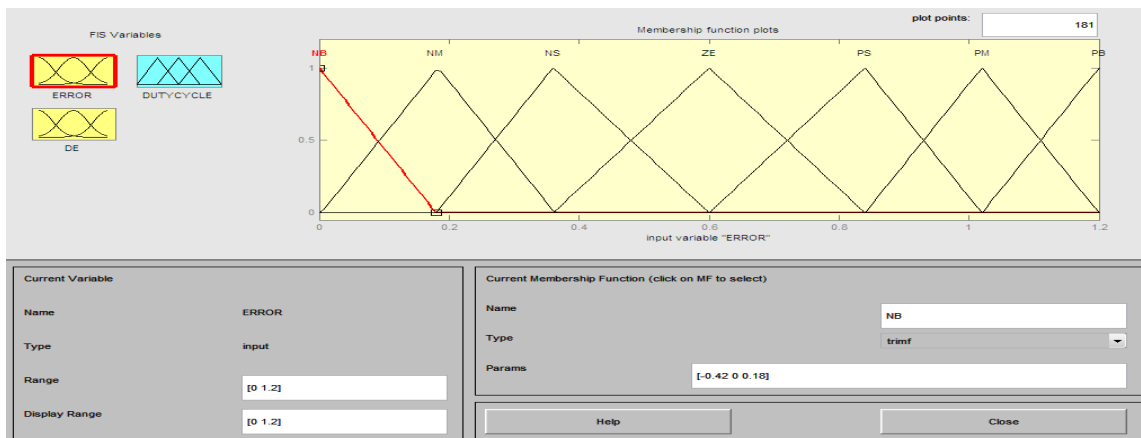 plot points:
181
FIS Variables
Membership function plots
NB NM NS ZE PS PM PB
1
ERROR DUTYCYCLE
0.5
DE
0
0 0.2 0.4 0.6 0.8 1 1.2
input variable "ERROR"
Current Variable
Name ERROR
Type input
Range [0 1.2]
Display Range [0 1.2]
Current Membership Function (click on MF to select)
Name NB
Type trimf
Params [-0.42 0 0.18]
Help Close